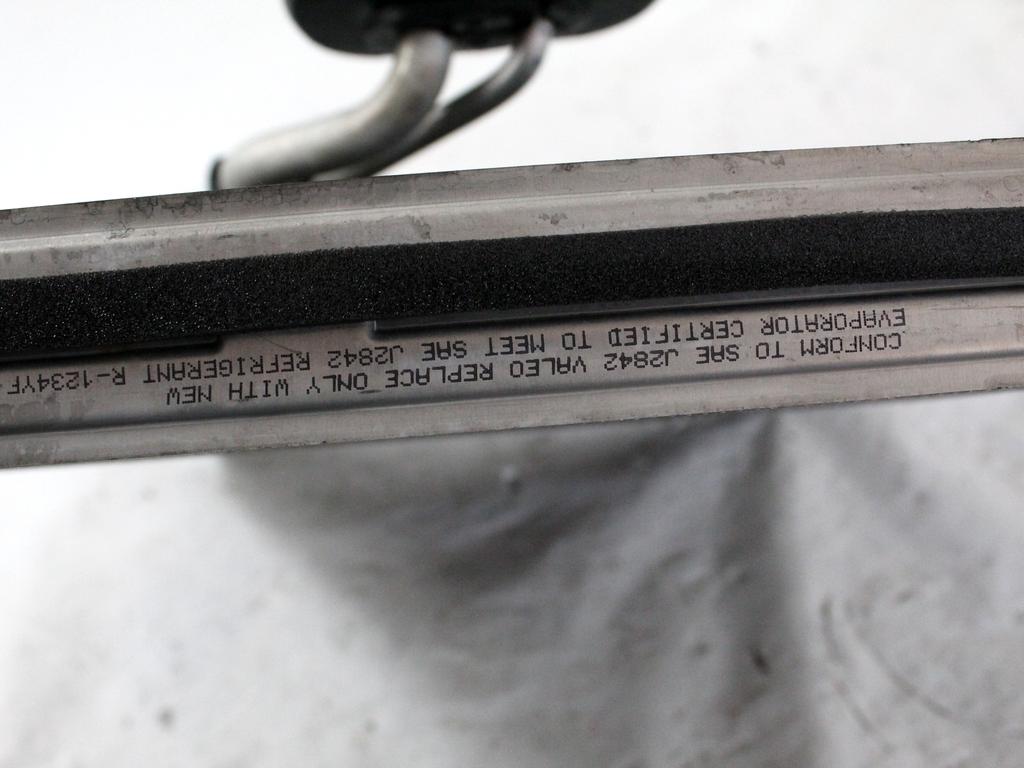 CONFORM TO SAE J2842 VALEO REPLACE ONLY WITH NEW
EVAPORATOR CERTIFIED TO MEET SAE J2842 REFRIGERANT R-1234YF